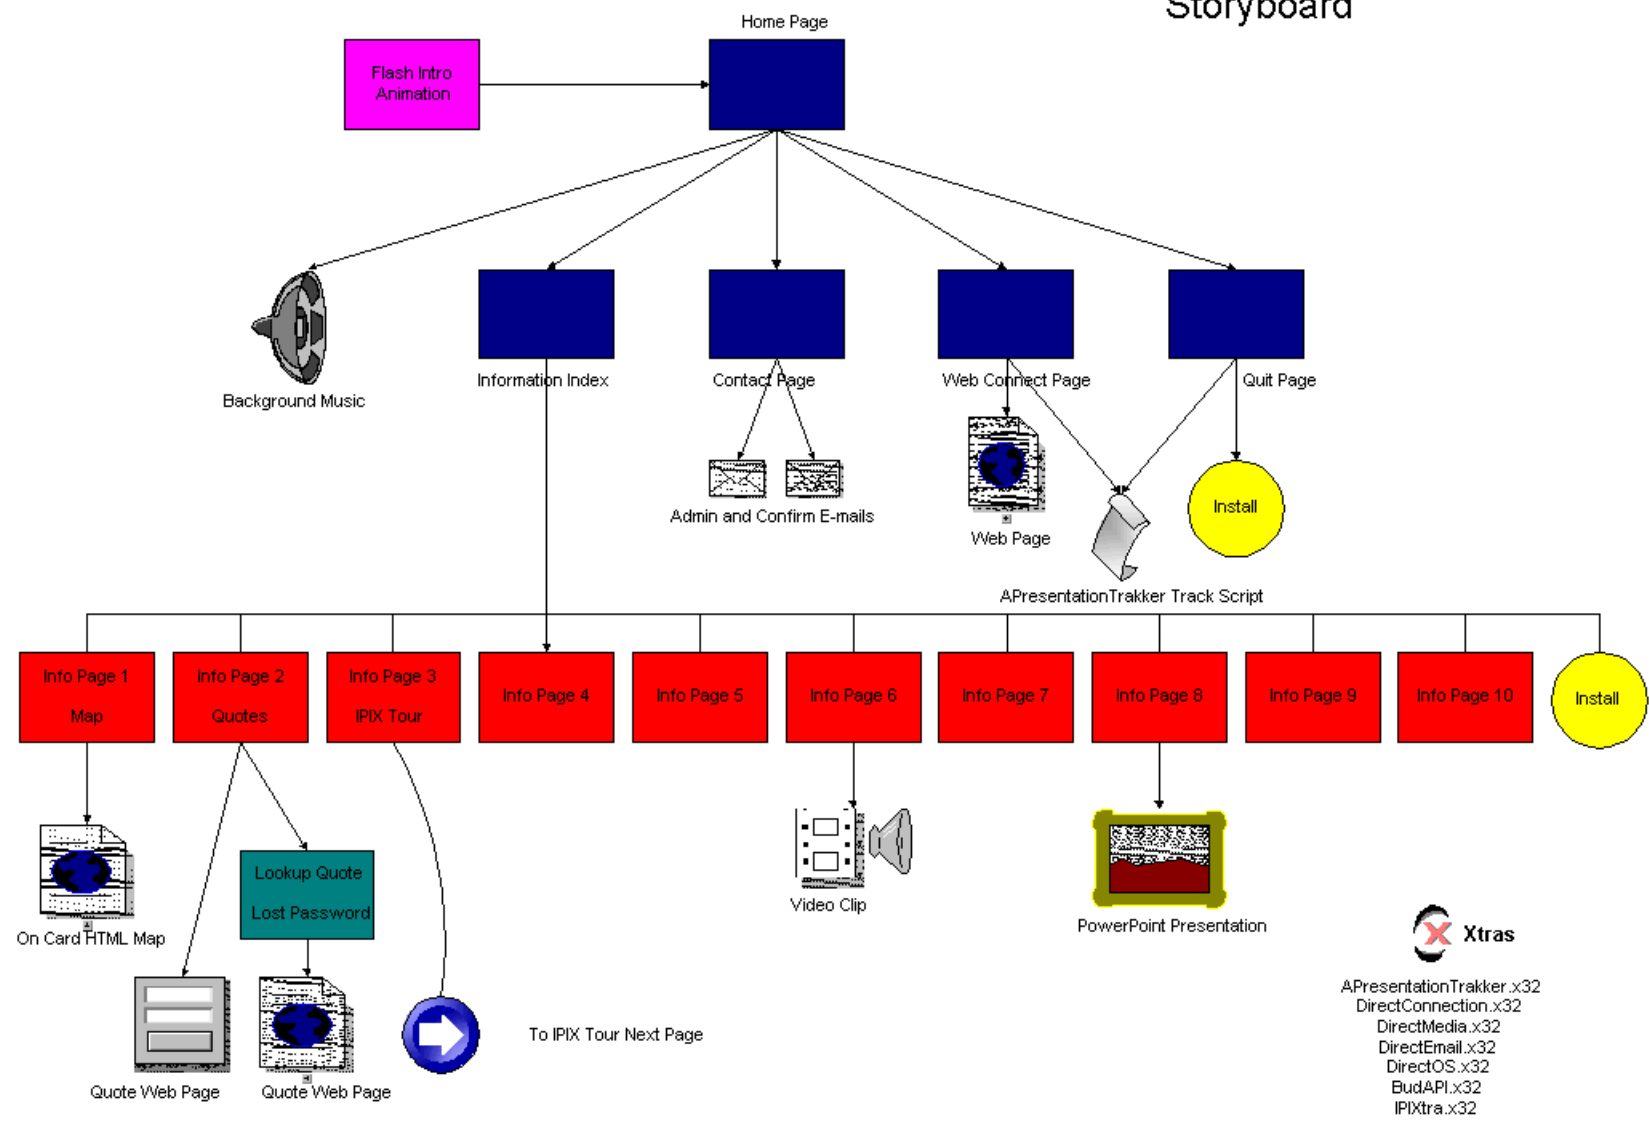 Storyboard
Home Page
Flash Intro
Animation
Background Music
Information Index
Contact Page
Web Connect Page
Quit Page
Admin and Confirm E-mails
Web Page
Install
APresentationTrakker Track Script
Info Page 1
Map
Info Page 2
Quotes
Info Page 3
IPIX Tour
Info Page 4
Info Page 5
Info Page 6
Info Page 7
Info Page 8
Info Page 9
Info Page 10
Install
On Card HTML Map
Lookup Quote
Lost Password
Quote Web Page
Quote Web Page
To IPIX Tour Next Page
Video Clip
PowerPoint Presentation
X Xtras
APresentationTrakker.x32
DirectConnection.x32
DirectMedia.x32
DirectEmail.x32
DirectOS.x32
BudAPI.x32
IPIXtra.x32